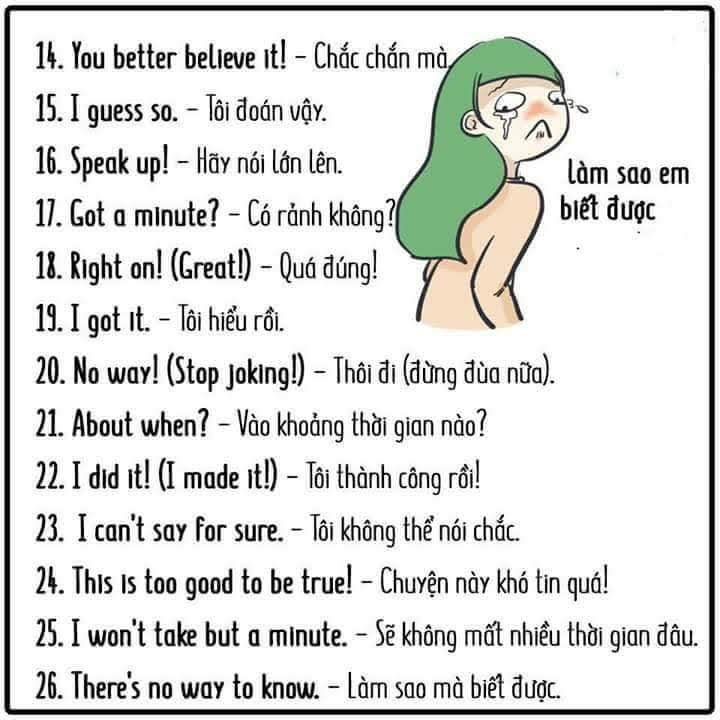 14. You better believe it! – Chắc chắn mà
15. I guess so. – Tôi đoán vậy.
16. Speak up! – Hãy nói lớn lên.
17. Got a minute? – Có rảnh không?
18. Right on! (Great!) – Quá đúng!
19. I got it. – Tôi hiểu rồi.
20. No way! (Stop joking!) – Thôi đi (đừng đùa nữa).
21. About when? – Vào khoảng thời gian nào?
22. I did it! (I made it!) – Tôi thành công rồi!
23. I can't say for sure. – Tôi không thể nói chắc.
24. This is too good to be true! – Chuyện này khó tin quá!
25. I won't take but a minute. – Sẽ không mất nhiều thời gian đâu.
26. There's no way to know. – Làm sao mà biết được.
làm sao em
biết được